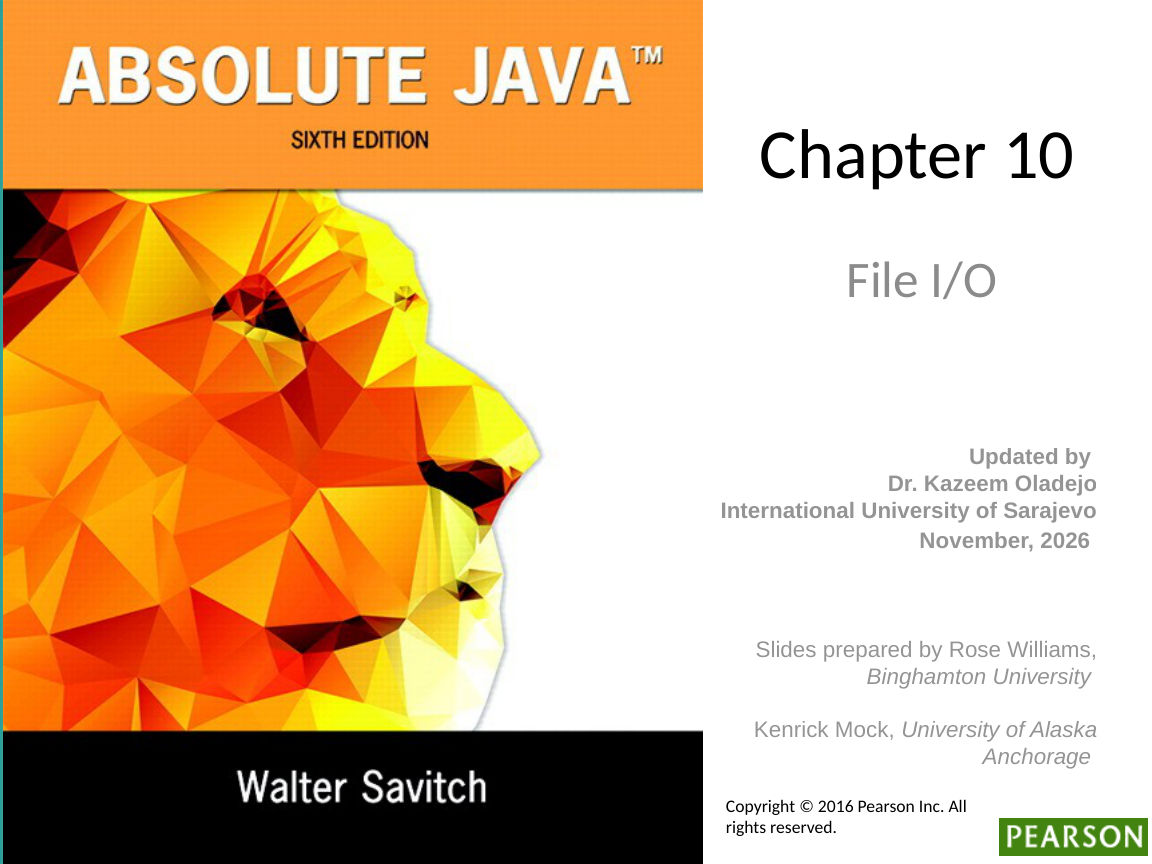 ABSOLUTE JAVA™
SIXTH EDITION
Walter Savitch
Chapter 10
File I/O
Updated by
Dr. Kazeem Oladejo
International University of Sarajevo
November, 2026
Slides prepared by Rose Williams,
Binghamton University
Kenrick Mock, University of Alaska
Anchorage
Copyright © 2016 Pearson Inc. All
rights reserved.
PEARSON